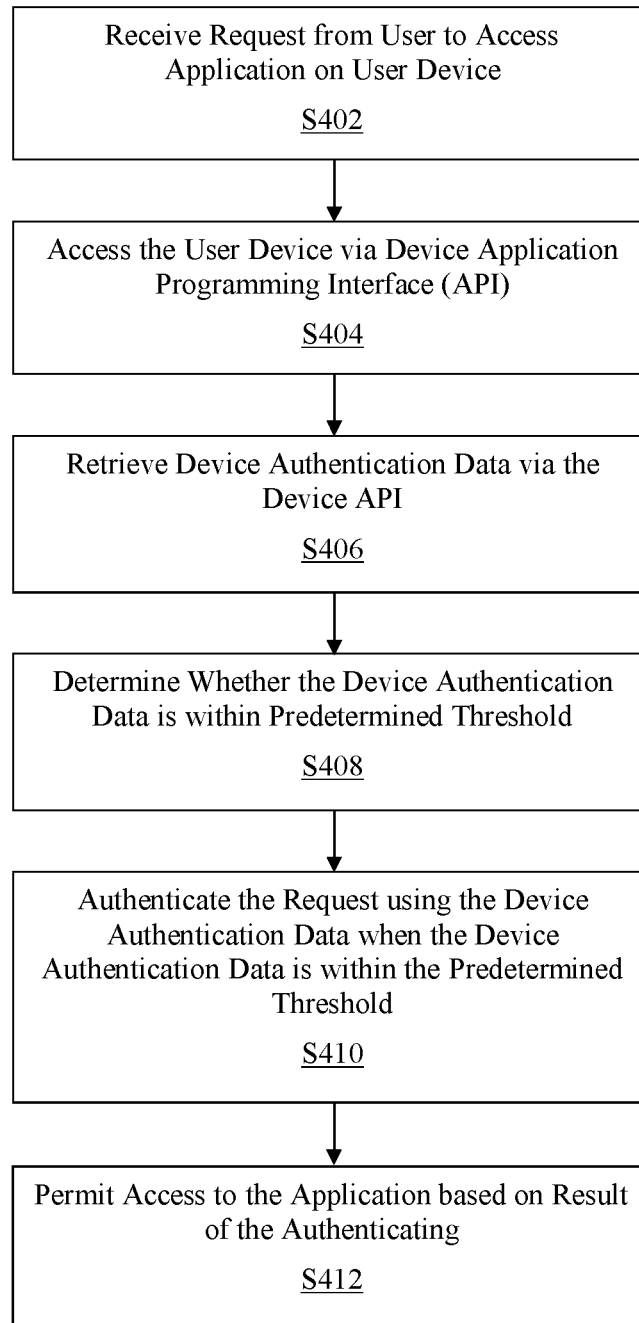 Receive Request from User to Access
Application on User Device
S402
Access the User Device via Device Application
Programming Interface (API)
S404
Retrieve Device Authentication Data via the
Device API
S406
Determine Whether the Device Authentication
Data is within Predetermined Threshold
S408
Authenticate the Request using the Device
Authentication Data when the Device
Authentication Data is within the Predetermined
Threshold
S410
Permit Access to the Application based on Result
of the Authenticating
S412